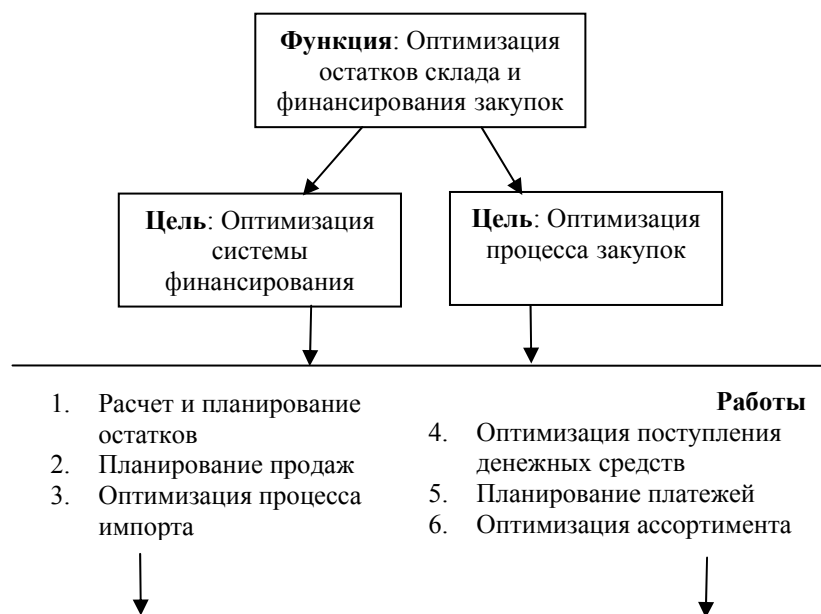 Функция: Оптимизация
остатков склада и
финансирования закупок
Цель: Оптимизация
системы
финансирования
Цель: Оптимизация
процесса закупок
1. Расчет и планирование
остатков
2. Планирование продаж
3. Оптимизация процесса
импорта
Работы
4. Оптимизация поступления
денежных средств
5. Планирование платежей
6. Оптимизация ассортимента